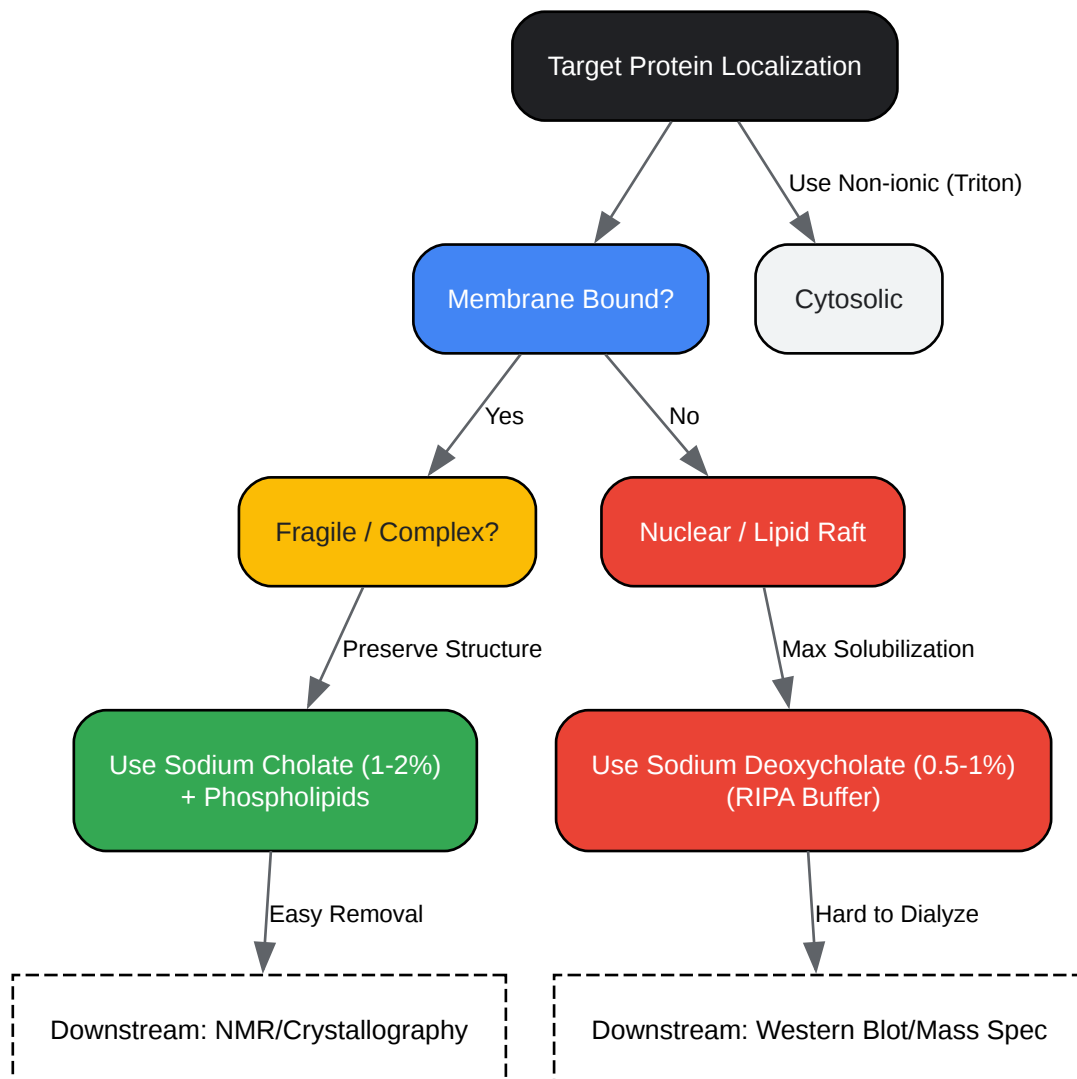 Target Protein Localization
Use Non-ionic (Triton)
Membrane Bound?
Cytosolic
Yes
No
Fragile / Complex?
Nuclear / Lipid Raft
Preserve Structure
Max Solubilization
Use Sodium Cholate (1-2%)
+ Phospholipids
Use Sodium Deoxycholate (0.5-1%)
(RIPA Buffer)
Easy Removal
Hard to Dialyze
Downstream: NMR/Crystallography
Downstream: Western Blot/Mass Spec